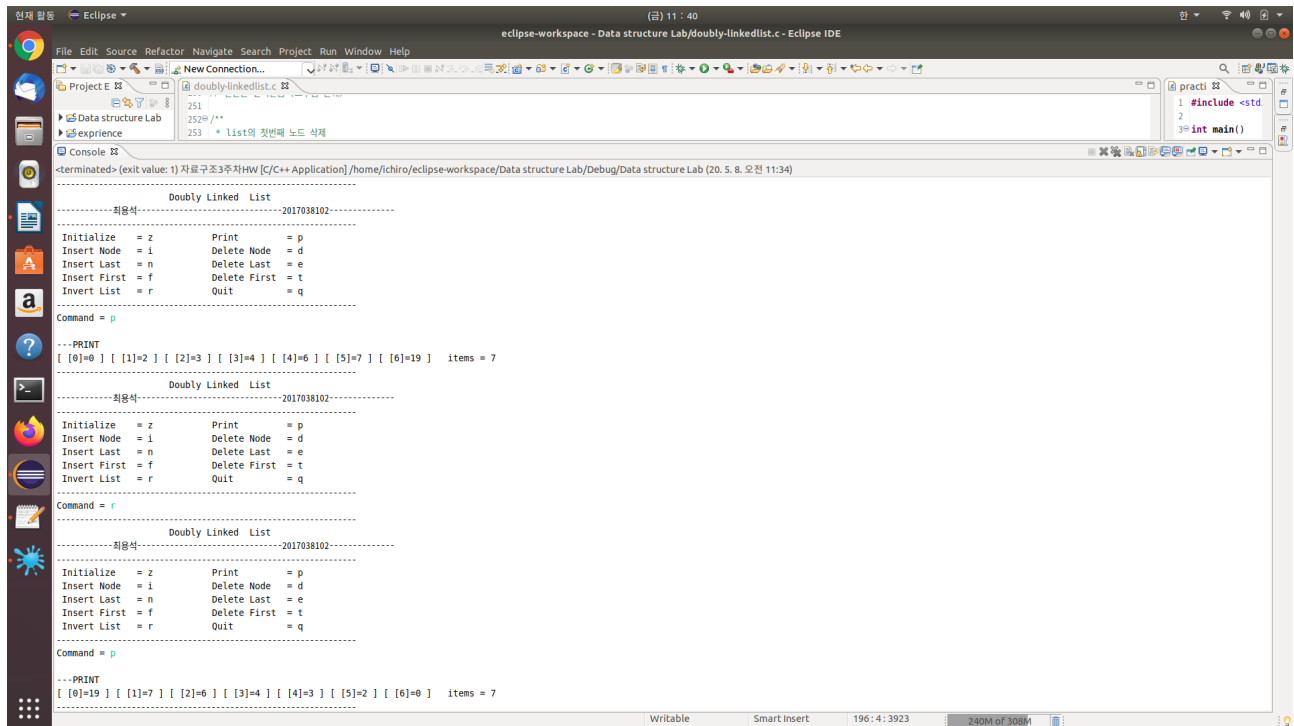 현재 활동 Eclipse (금) 11 : 40 한
eclipse-workspace - Data structure Lab/doubly-linkedlist.c - Eclipse IDE
File Edit Source Refactor Navigate Search Project Run Window Help
New Connection...
Project E doubly-linkedlist.c practi
251
Data structure Lab 252 /**
exprience 253 * list의 첫번째 노드 삭제
1 #include <std
2
3 int main()
Console
<terminated> (exit value: 1) 자료구조3주차HW [C/C++ Application] /home/ichiro/eclipse-workspace/Data structure Lab/Debug/Data structure Lab (20. 5. 8. 오전 11:34)
----------------------------------------------------------------
Doubly Linked List
------------최용석-------------------------------2017038102--------------
----------------------------------------------------------------
Initialize = z Print = p
Insert Node = i Delete Node = d
Insert Last = n Delete Last = e
Insert First = f Delete First = t
Invert List = r Quit = q
----------------------------------------------------------------
Command = p
---PRINT
[ [0]=0 ] [ [1]=2 ] [ [2]=3 ] [ [3]=4 ] [ [4]=6 ] [ [5]=7 ] [ [6]=19 ] items = 7
----------------------------------------------------------------
Doubly Linked List
------------최용석-------------------------------2017038102--------------
----------------------------------------------------------------
Initialize = z Print = p
Insert Node = i Delete Node = d
Insert Last = n Delete Last = e
Insert First = f Delete First = t
Invert List = r Quit = q
----------------------------------------------------------------
Command = r
----------------------------------------------------------------
Doubly Linked List
------------최용석-------------------------------2017038102--------------
----------------------------------------------------------------
Initialize = z Print = p
Insert Node = i Delete Node = d
Insert Last = n Delete Last = e
Insert First = f Delete First = t
Invert List = r Quit = q
----------------------------------------------------------------
Command = p
---PRINT
[ [0]=19 ] [ [1]=7 ] [ [2]=6 ] [ [3]=4 ] [ [4]=3 ] [ [5]=2 ] [ [6]=0 ] items = 7
----------------------------------------------------------------
Writable Smart Insert 196 : 4 : 3923 240M of 308M